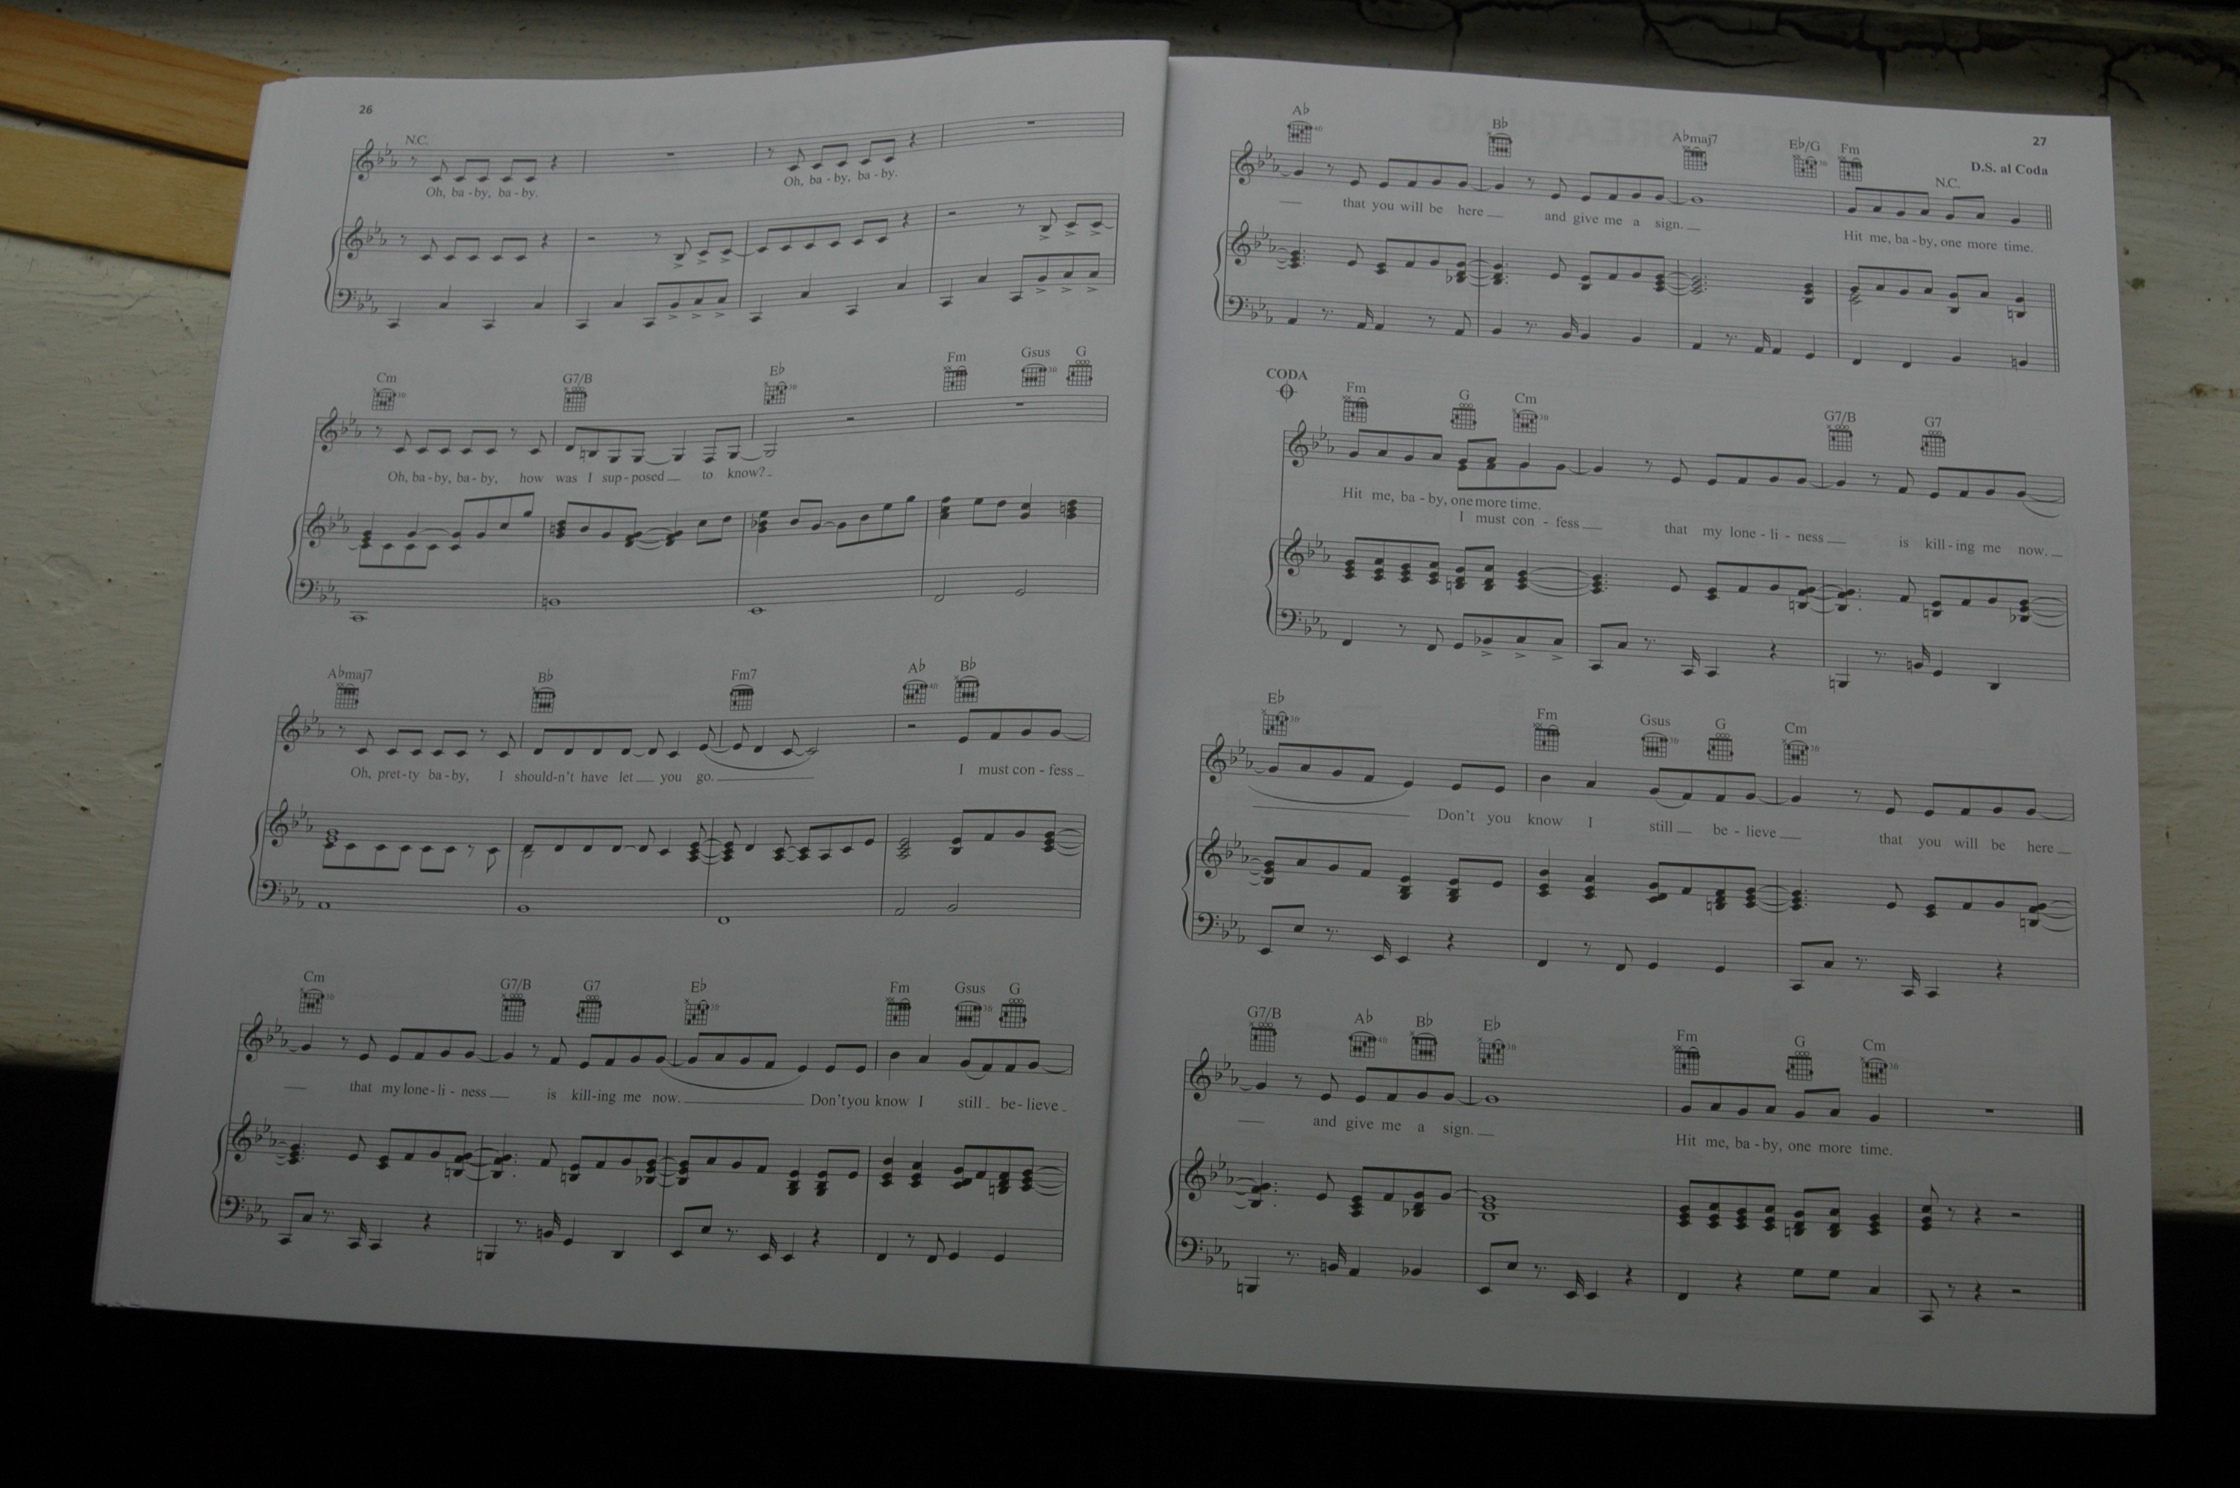 26
N.C.
Oh, ba - by, ba - by.
Oh, ba - by, ba - by.
Cm G7/B E♭ Fm Gsus G
Oh, ba - by, ba - by, how was I sup - posed to know?
A♭maj7 B♭ Fm7 A♭ B♭
Oh, pret - ty ba - by, I should - n't have let you go. I must con - fess
Cm G7/B G7 E♭ Fm Gsus G
that my lone - li - ness is kill - ing me now. Don't you know I still be - lieve
27
A♭ B♭ A♭maj7 E♭/G Fm
D.S. al Coda
N.C.
that you will be here and give me a sign. Hit me, ba - by, one more time.
CODA
Fm G Cm G7/B G7
Hit me, ba - by, one more time.
I must con - fess that my lone - li - ness is kill - ing me now.
E♭ Fm Gsus G Cm
Don't you know I still be - lieve that you will be here
G7/B A♭ B♭ E♭ Fm G Cm
and give me a sign. Hit me, ba - by, one more time.